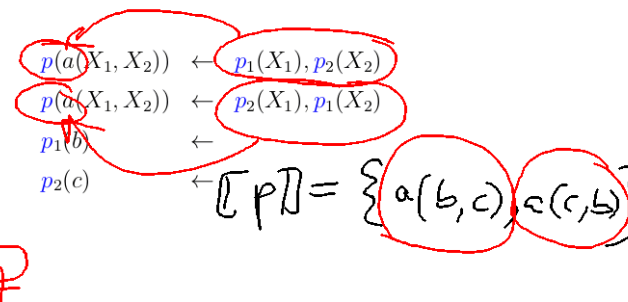 p(a(X₁, X₂)) ← p₁(X₁), p₂(X₂)
p(a(X₁, X₂)) ← p₂(X₁), p₁(X₂)
p₁(b) ←
p₂(c) ←
⟦p⟧ = {a(b,c), a(c,b)}